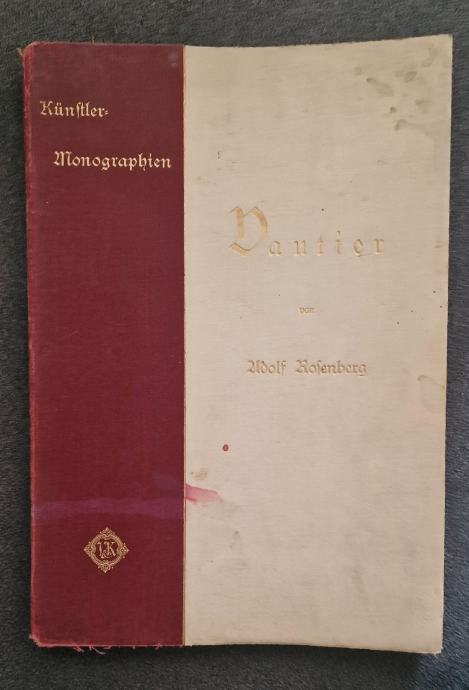 Künstler-
Monographien
Vautier
von
Adolf Rosenberg
V&K